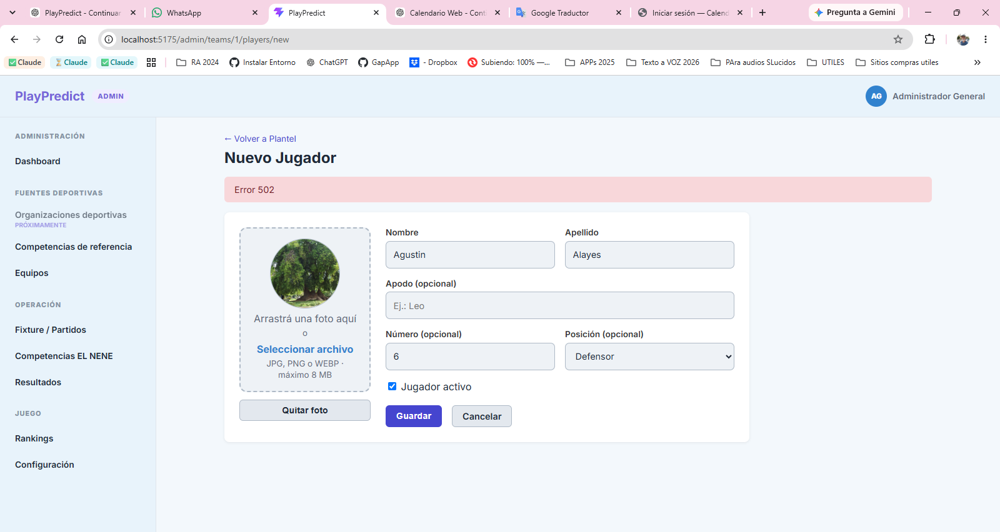 PlayPredict - Continuar
WhatsApp
PlayPredict
Calendario Web - Conti
Google Traductor
Iniciar sesión — Calend
Pregunta a Gemini
localhost:5175/admin/teams/1/players/new
✅Claude
⌛Claude
✅Claude
RA 2024
Instalar Entorno
ChatGPT
GapApp
- Dropbox
Subiendo: 100% —...
APPs 2025
Texto a VOZ 2026
PAra audios SLucidos
UTILES
Sitios compras utiles
PlayPredict ADMIN
AG Administrador General
ADMINISTRACIÓN
Dashboard
FUENTES DEPORTIVAS
Organizaciones deportivas
PRÓXIMAMENTE
Competencias de referencia
Equipos
OPERACIÓN
Fixture / Partidos
Competencias EL NENE
Resultados
JUEGO
Rankings
Configuración
← Volver a Plantel
Nuevo Jugador
Error 502
Arrastrá una foto aquí
o
Seleccionar archivo
JPG, PNG o WEBP ·
máximo 8 MB
Quitar foto
Nombre
Agustin
Apellido
Alayes
Apodo (opcional)
Ej.: Leo
Número (opcional)
6
Posición (opcional)
Defensor
Jugador activo
Guardar
Cancelar